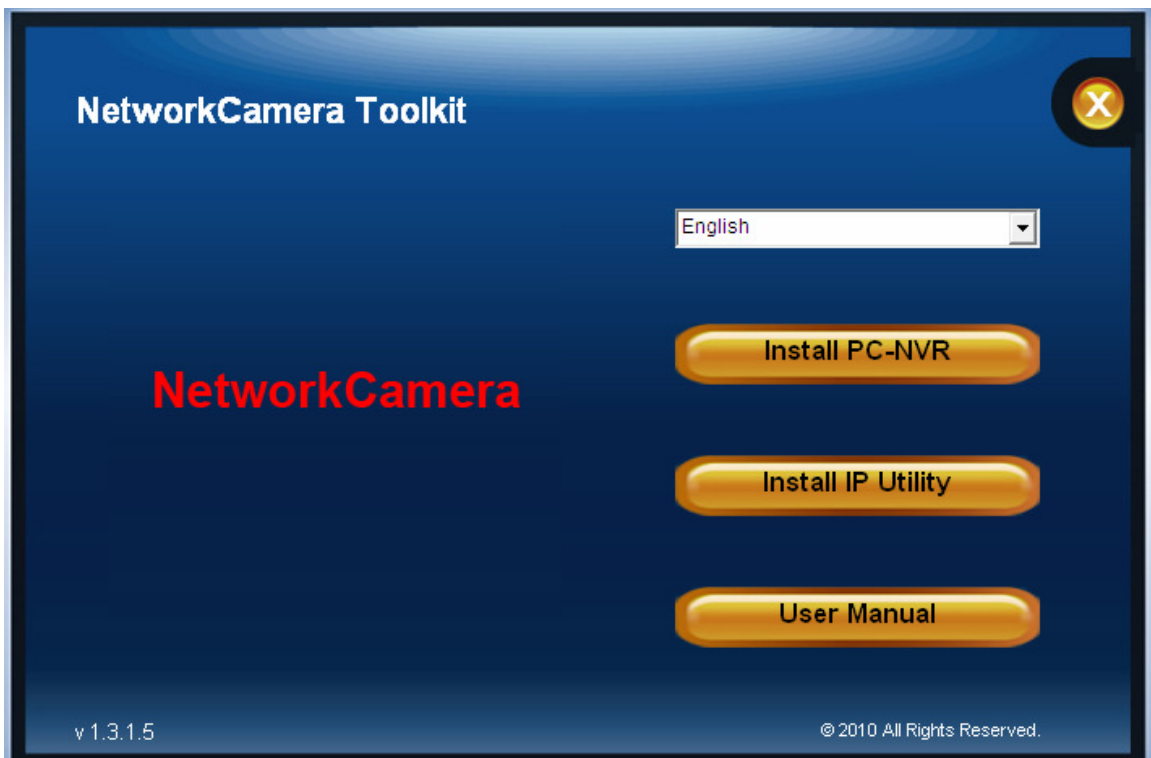 NetworkCamera Toolkit
X
English
Install PC-NVR
NetworkCamera
Install IP Utility
User Manual
v 1.3.1.5
© 2010 All Rights Reserved.